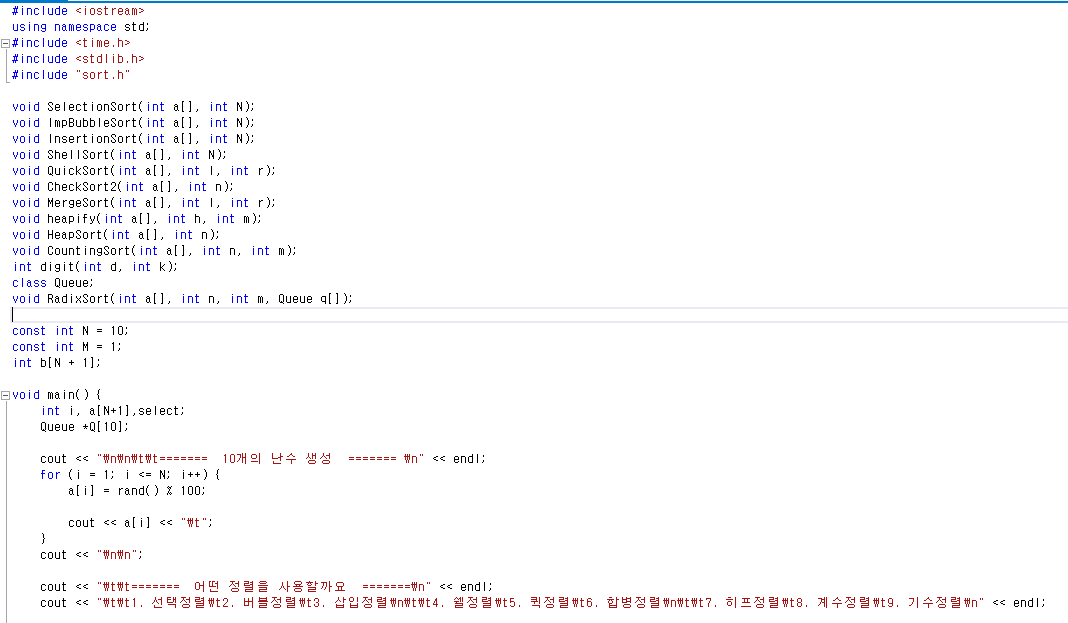 #include <iostream>
using namespace std;
#include <time.h>
#include <stdlib.h>
#include "sort.h"
void SelectionSort(int a[], int N);
void ImpBubbleSort(int a[], int N);
void InsertionSort(int a[], int N);
void ShellSort(int a[], int N);
void QuickSort(int a[], int l, int r);
void CheckSort2(int a[], int n);
void MergeSort(int a[], int l, int r);
void heapify(int a[], int h, int m);
void HeapSort(int a[], int n);
void CountingSort(int a[], int n, int m);
int digit(int d, int k);
class Queue;
void RadixSort(int a[], int n, int m, Queue q[]);
const int N = 10;
const int M = 1;
int b[N + 1];
void main() {
int i, a[N+1],select;
Queue *Q[10];
cout << "₩n₩n₩t₩t=======  10개의 난수 생성  ======= ₩n" << endl;
for (i = 1; i <= N; i++) {
a[i] = rand() % 100;
cout << a[i] << "₩t";
}
cout << "₩n₩n";
cout << "₩t₩t=======  어떤 정렬을 사용할까요  =======₩n" << endl;
cout << "₩t₩t1. 선택정렬₩t2. 버블정렬₩t3. 삽입정렬₩n₩t₩t4. 쉘정렬₩t5. 퀵정렬₩t6. 합병정렬₩n₩t₩t7. 히프정렬₩t8. 계수정렬₩t9. 기수정렬₩n" << endl;